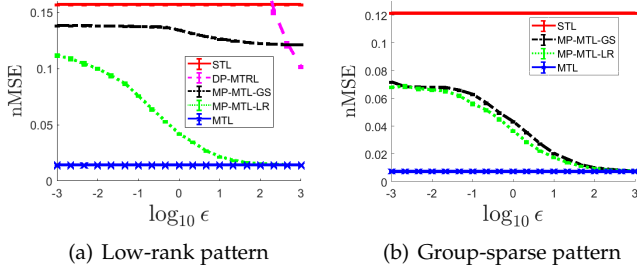 0.15
0.1
0.05
0
nMSE
STL
DP-MTRL
MP-MTL-GS
MP-MTL-LR
MTL
-3 -2 -1 0 1 2 3
log₁₀ ϵ
(a) Low-rank pattern
0.12
0.1
0.08
0.06
0.04
0.02
0
nMSE
STL
MP-MTL-GS
MP-MTL-LR
MTL
-3 -2 -1 0 1 2 3
log₁₀ ϵ
(b) Group-sparse pattern